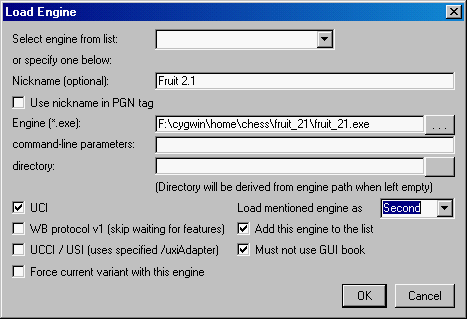 Load Engine
Select engine from list:
or specify one below:
Nickname (optional): Fruit 2.1
Use nickname in PGN tag
Engine (*.exe): F:\cygwin\home\chess\fruit_21\fruit_21.exe ...
command-line parameters:
directory:
(Directory will be derived from engine path when left empty)
UCI Load mentioned engine as Second
WB protocol v1 (skip waiting for features) Add this engine to the list
UCCI / USI (uses specified /uxiAdapter) Must not use GUI book
Force current variant with this engine
OK Cancel